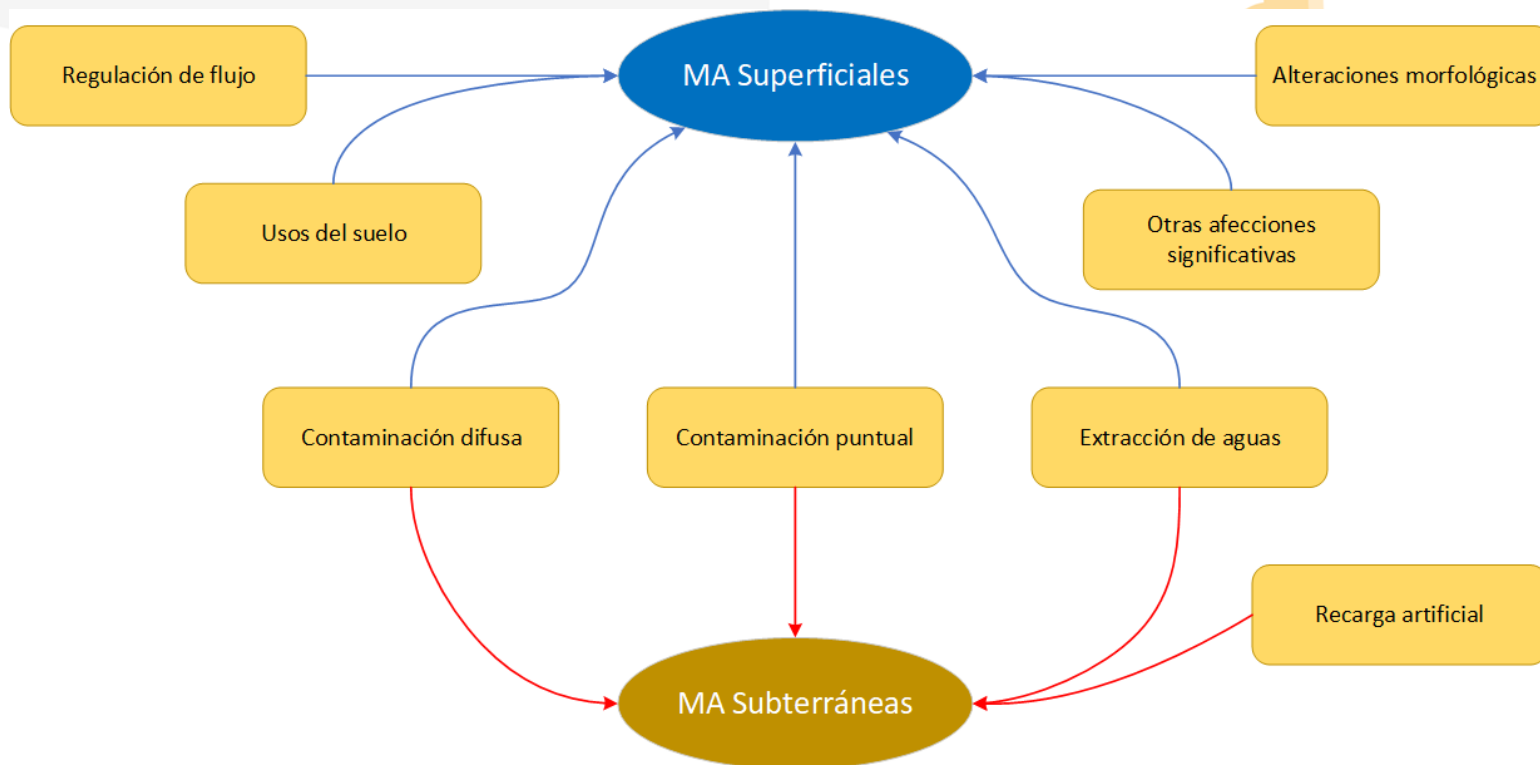 Regulación de flujo
MA Superficiales
Alteraciones morfológicas
Usos del suelo
Otras afecciones
significativas
Contaminación difusa
Contaminación puntual
Extracción de aguas
Recarga artificial
MA Subterráneas